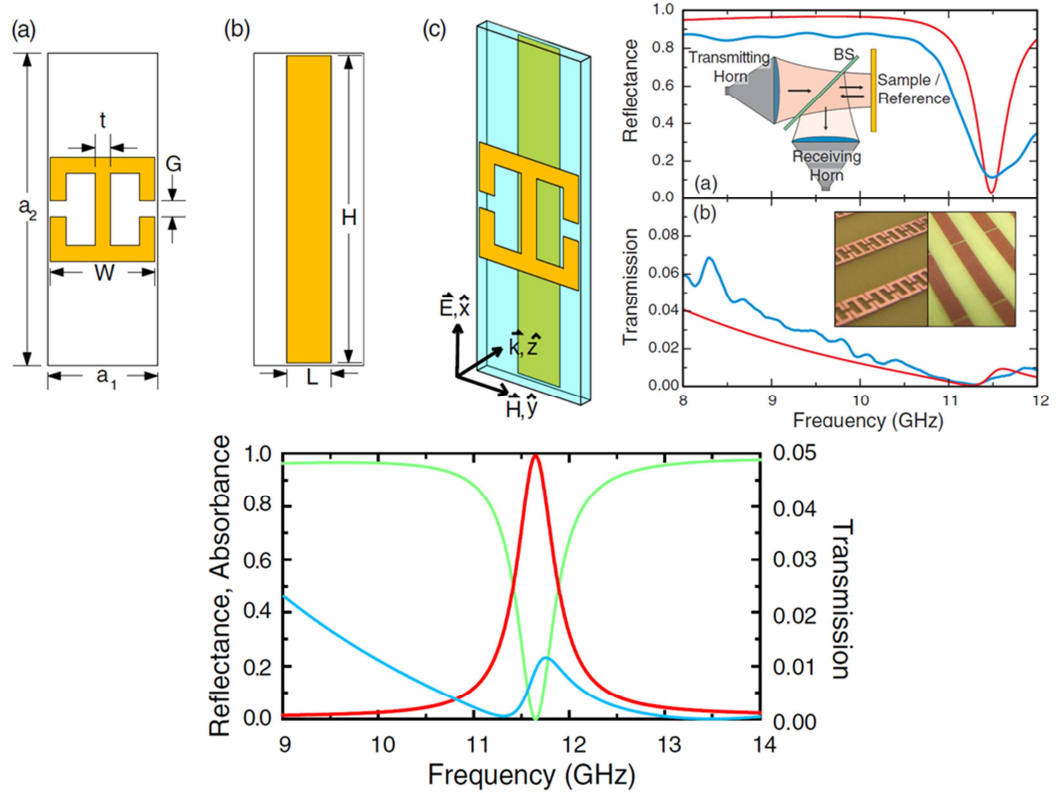 (a)
t
G
a2
W
a1
(b)
H
L
(c)
E, x̂
k, ẑ
H, ŷ
1.0
0.8
0.6
0.4
0.2
0.0
Reflectance
Transmitting
Horn
BS
Sample /
Reference
Receiving
Horn
(a)
0.08
0.06
0.04
0.02
0.00
Transmission
(b)
8 9 10 11 12
Frequency (GHz)
1.0
0.8
0.6
0.4
0.2
0.0
Reflectance, Absorbance
0.05
0.04
0.03
0.02
0.01
0.00
Transmission
9 10 11 12 13 14
Frequency (GHz)